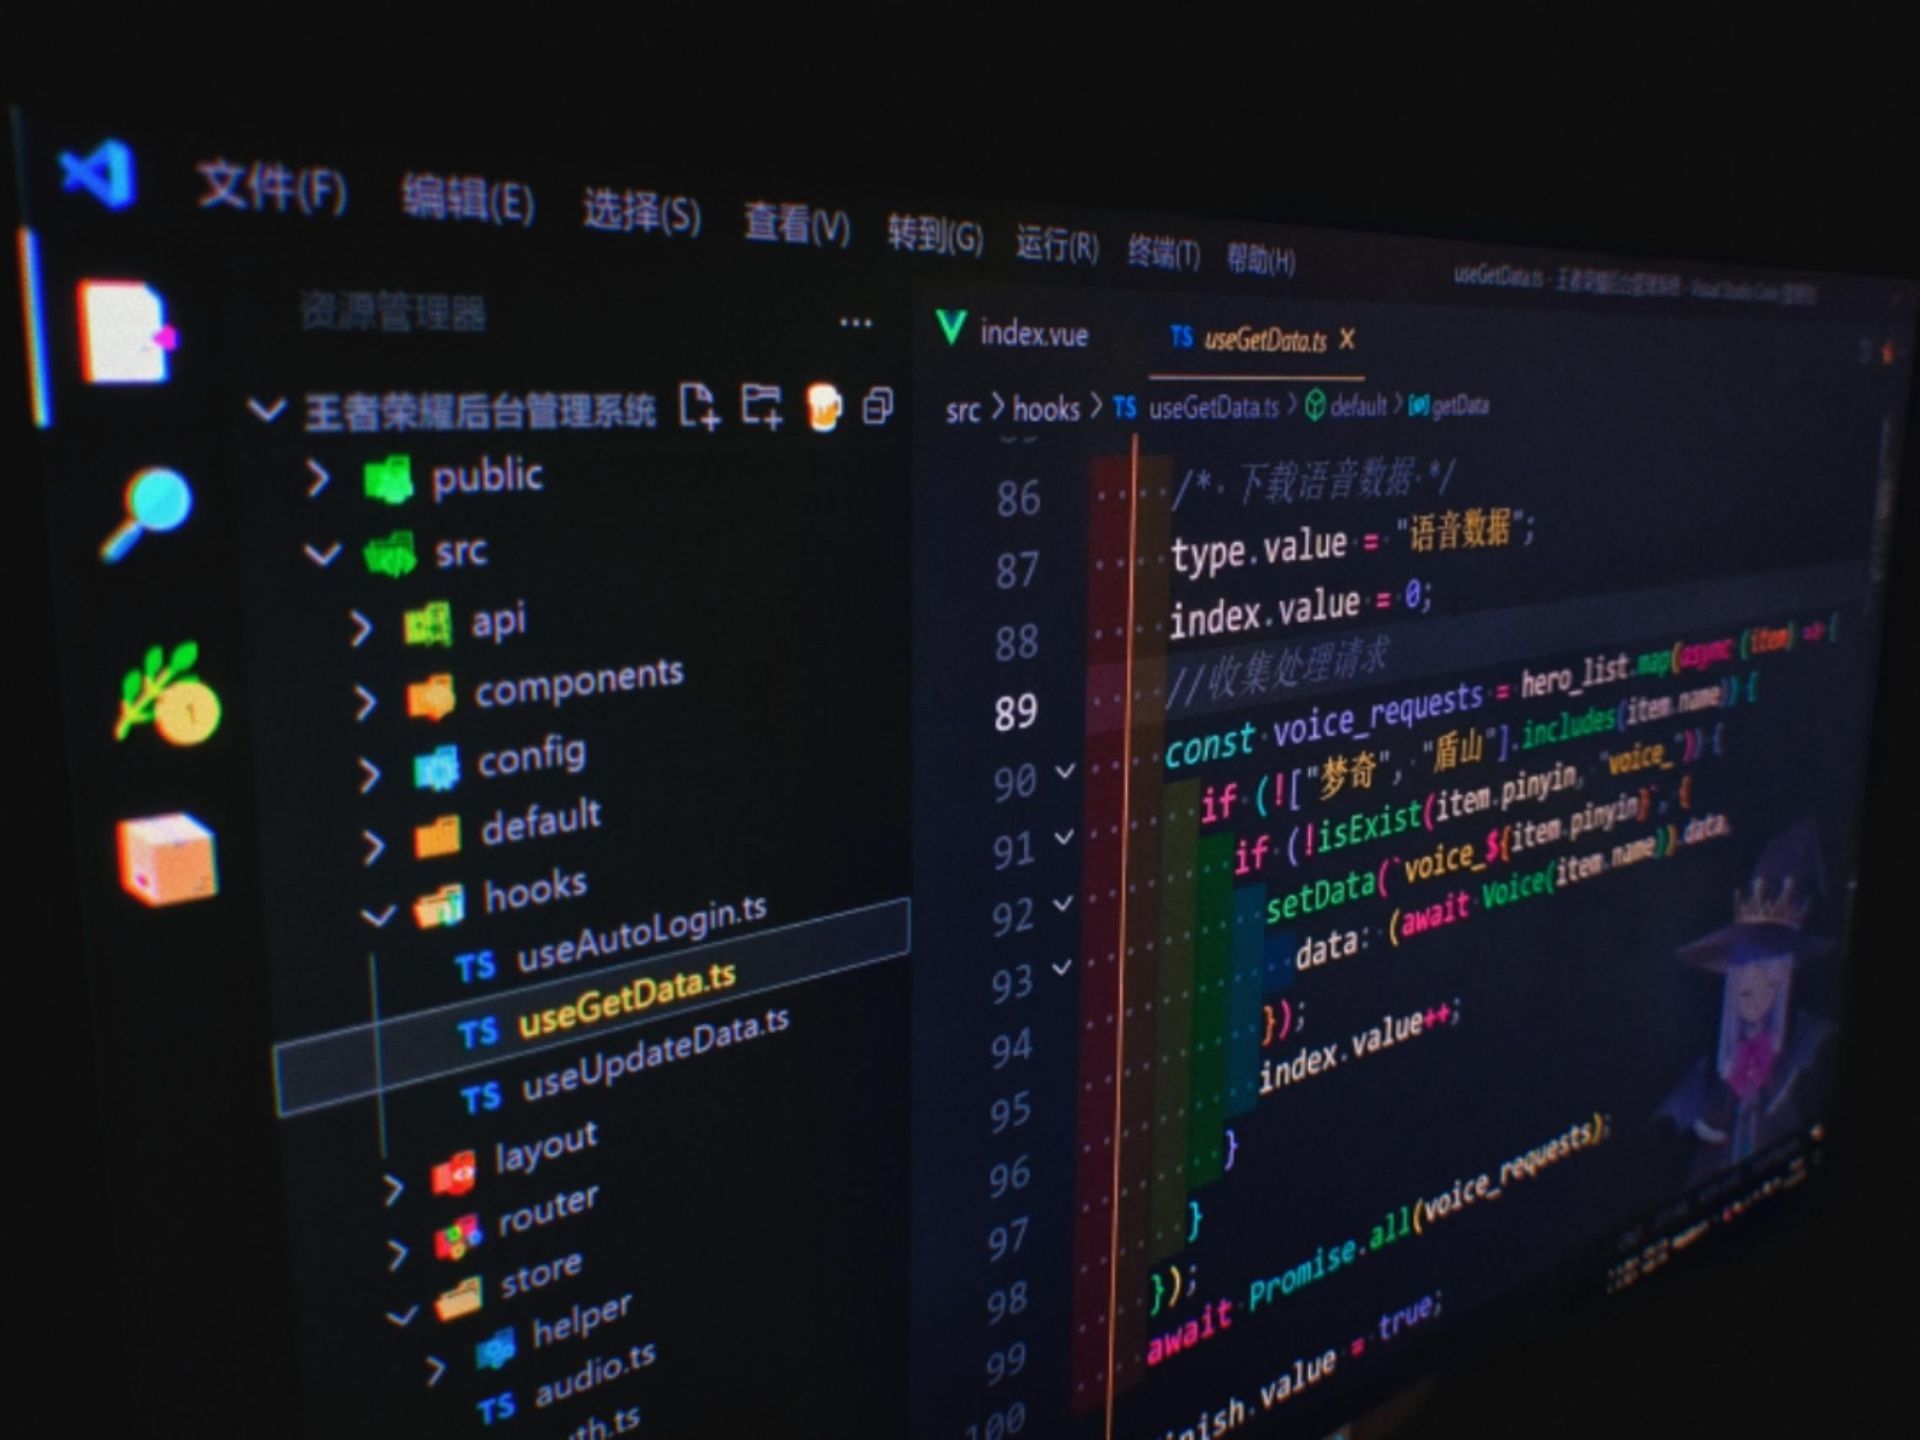 文件(F) 编辑(E) 选择(S) 查看(V) 转到(G) 运行(R) 终端(T) 帮助(H)
useGetData.ts - 王者荣耀后台管理系统 - Visual Studio Code
资源管理器 ...
王者荣耀后台管理系统
public
src
api
components
config
default
hooks
TS useAutoLogin.ts
TS useGetData.ts
TS useUpdateData.ts
layout
router
store
helper
TS audio.ts
th.ts
index.vue
TS useGetData.ts ×
src > hooks > TS useGetData.ts > default > getData
86 /* 下载语音数据 */
87 type.value = "语音数据";
88 index.value = 0;
89 //收集处理请求
90 const voice_requests = hero_list.map(async (item) => {
91 if (!["梦奇", "盾山"].includes(item.name)) {
92 if (!isExist(item.pinyin, "voice_")) {
93 setData(`voice_${item.pinyin}`, {
94 data: (await Voice(item.name)).data,
95 });
96 index.value++;
97 }
98 }
99 });
100 await Promise.all(voice_requests);
inish.value = true;